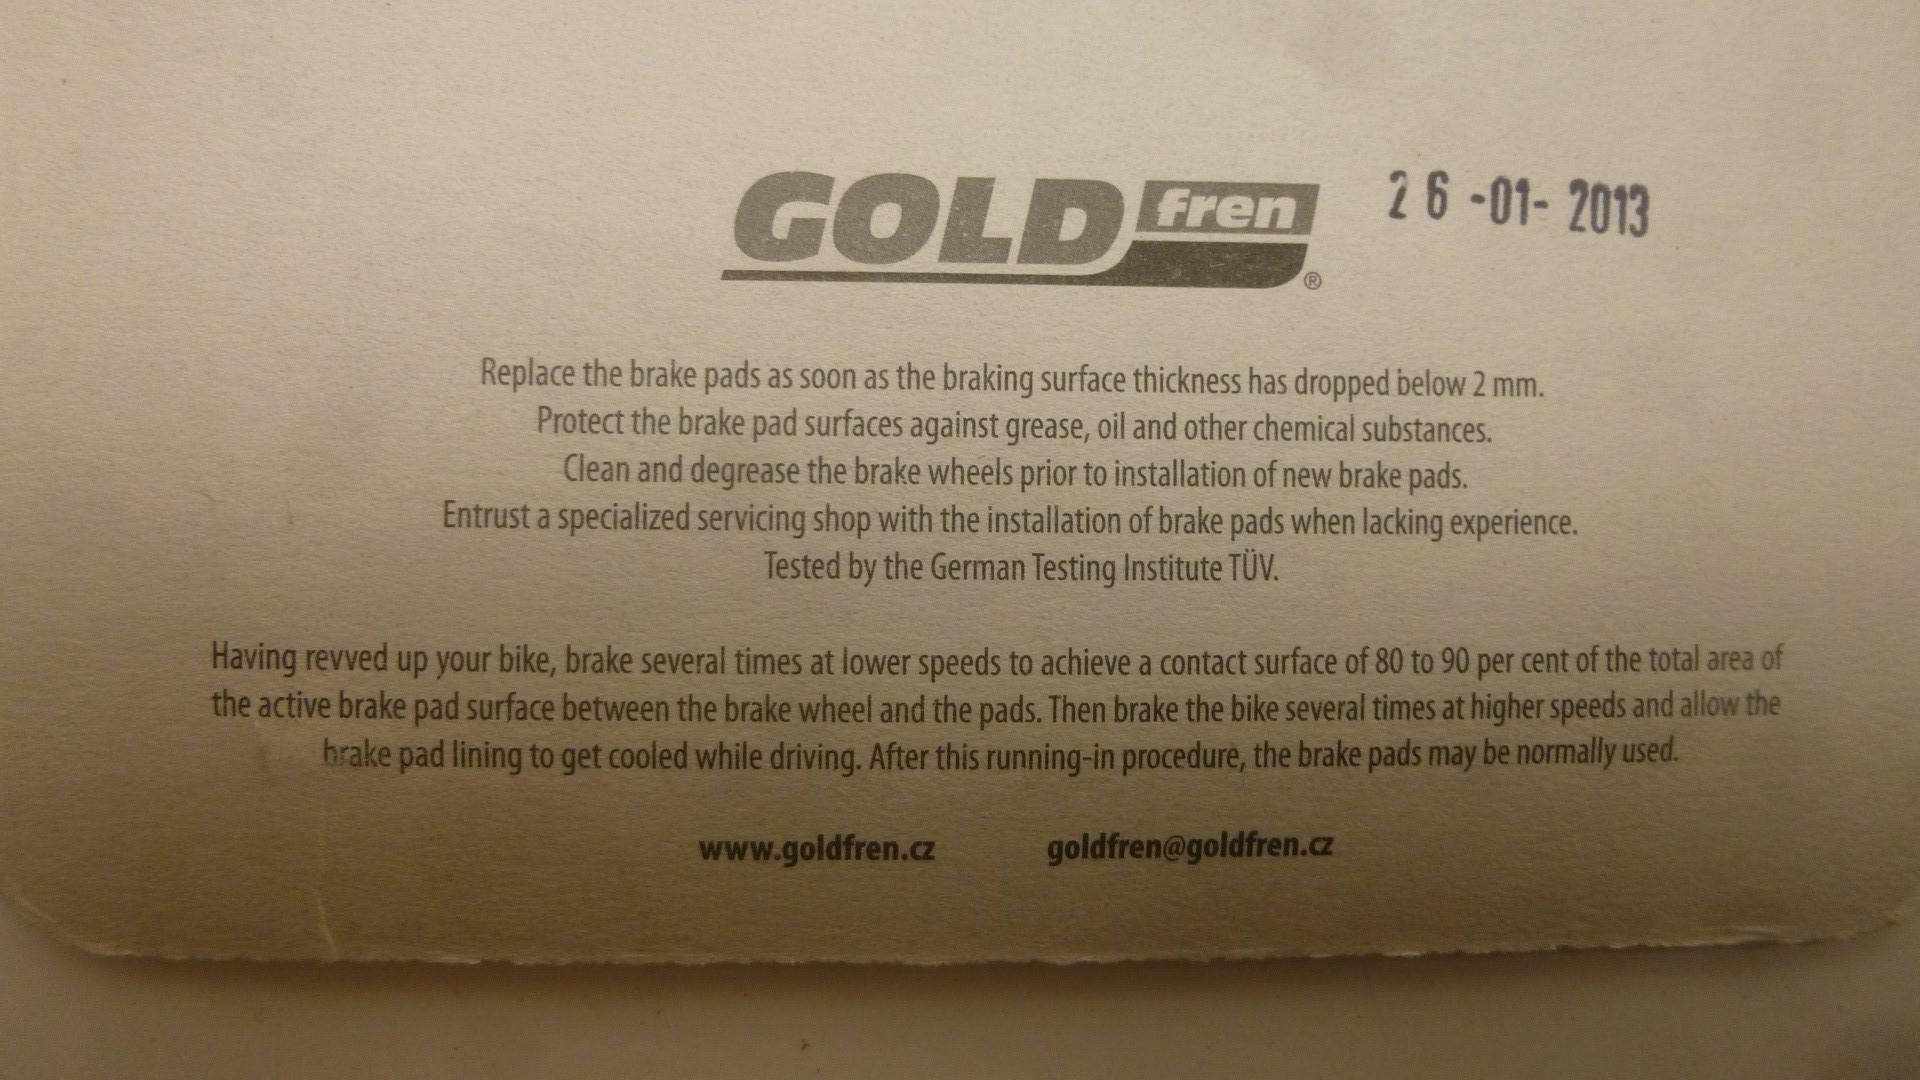 GOLD fren ® 26-01-2013
Replace the brake pads as soon as the braking surface thickness has dropped below 2 mm.
Protect the brake pad surfaces against grease, oil and other chemical substances.
Clean and degrease the brake wheels prior to installation of new brake pads.
Entrust a specialized servicing shop with the installation of brake pads when lacking experience.
Tested by the German Testing Institute TÜV.
Having revved up your bike, brake several times at lower speeds to achieve a contact surface of 80 to 90 per cent of the total area of
the active brake pad surface between the brake wheel and the pads. Then brake the bike several times at higher speeds and allow the
brake pad lining to get cooled while driving. After this running-in procedure, the brake pads may be normally used.
www.goldfren.cz goldfren@goldfren.cz